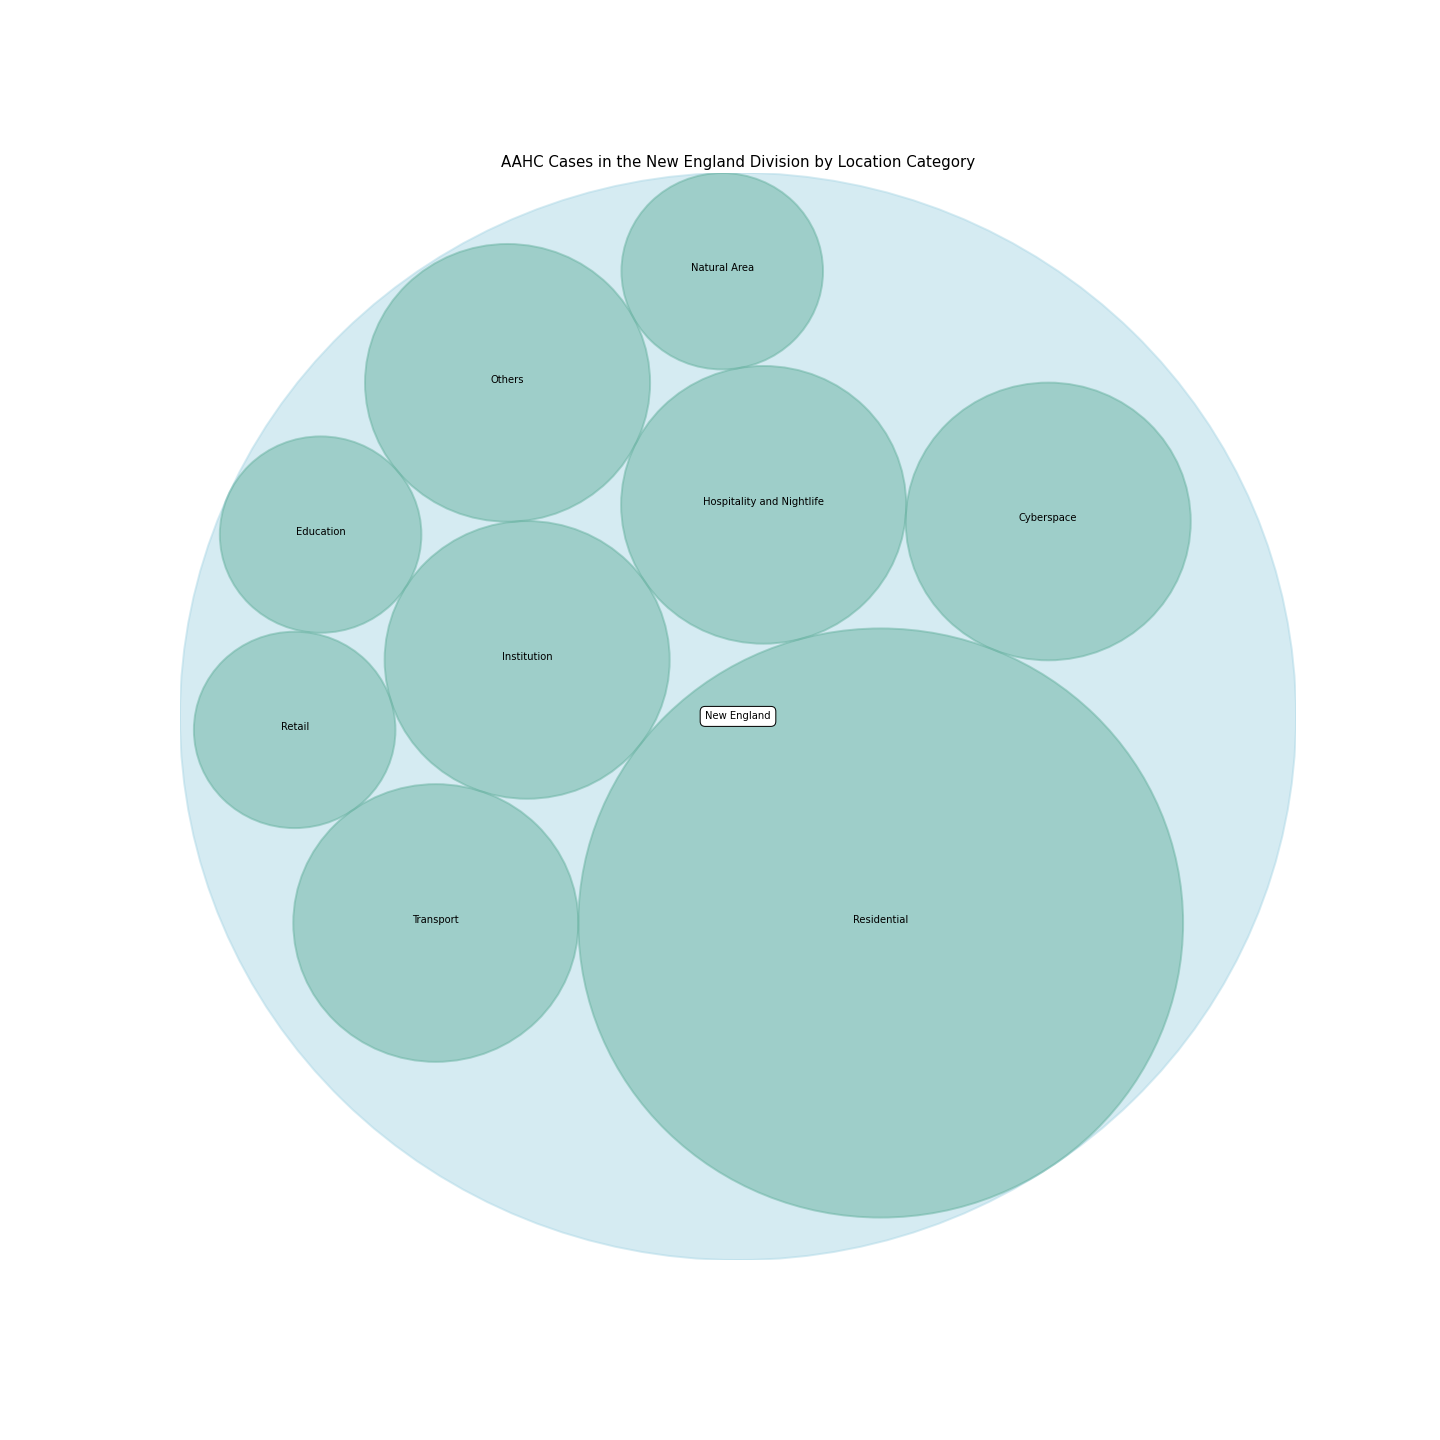 AAHC Cases in the New England Division by Location Category
Natural Area
Others
Hospitality and Nightlife
Cyberspace
Education
Institution
New England
Retail
Transport
Residential